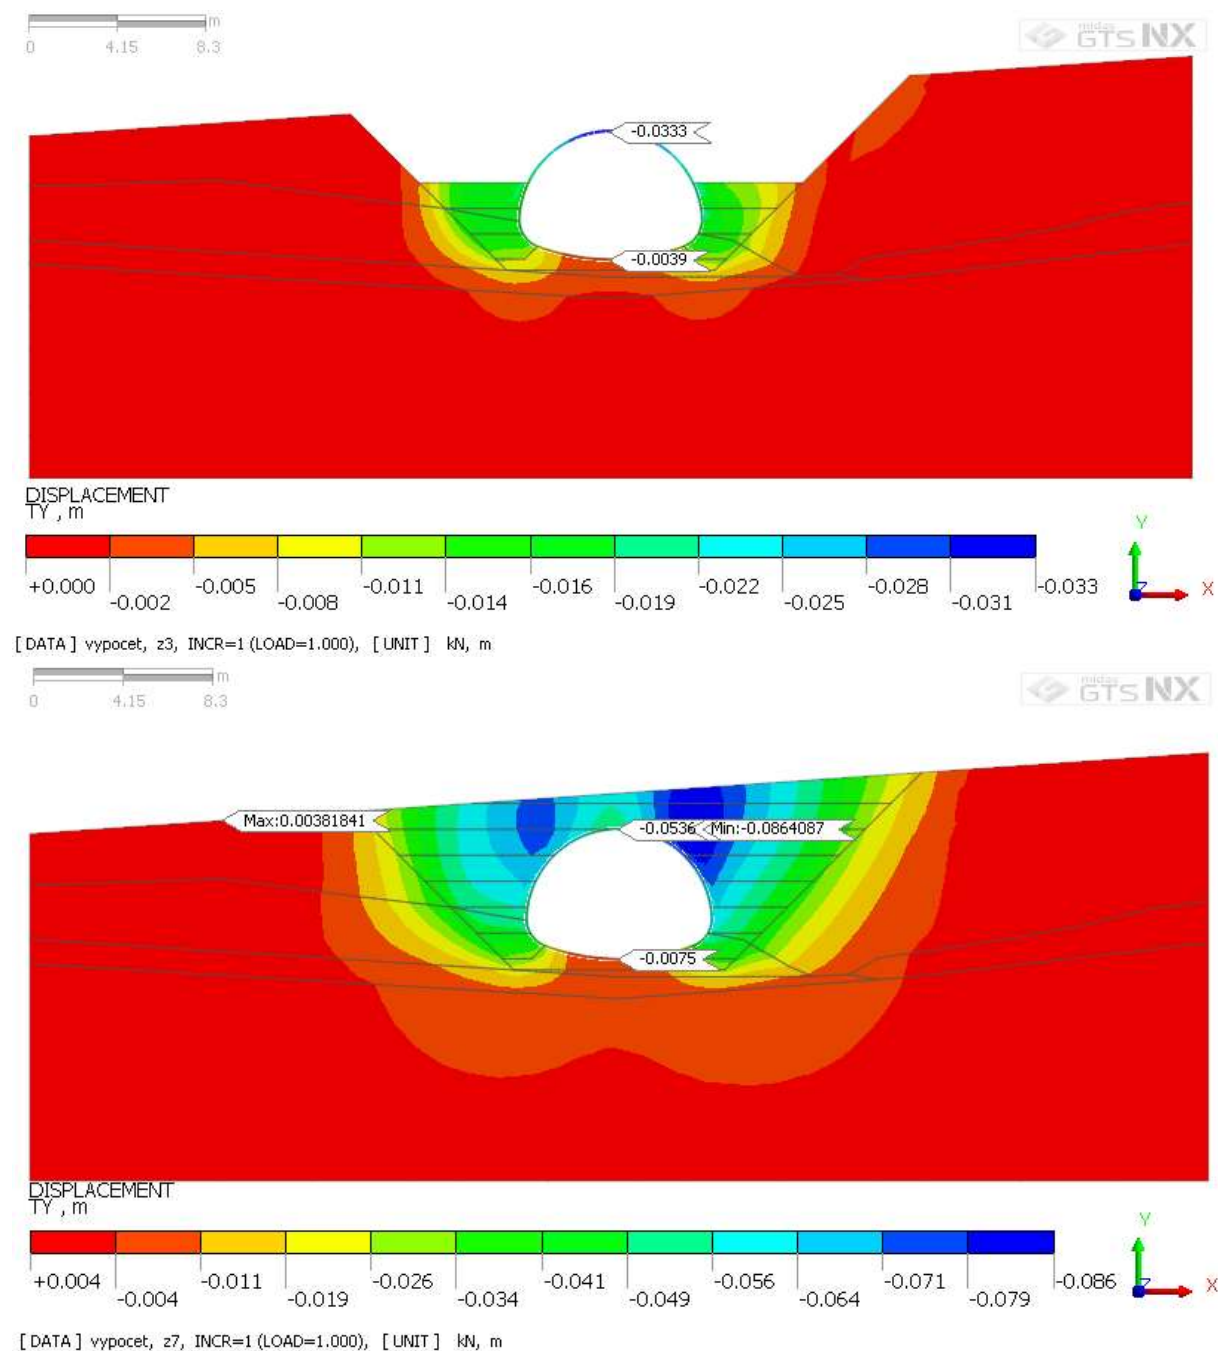 m
0 4.15 8.3
midas
GTS NX
-0.0333
-0.0039
DISPLACEMENT
TY , m
+0.000 -0.005 -0.011 -0.016 -0.022 -0.028 -0.033
-0.002 -0.008 -0.014 -0.019 -0.025 -0.031
Y
Z X
[ DATA ] vypocet, z3, INCR=1 (LOAD=1.000), [ UNIT ] kN, m
m
0 4.15 8.3
midas
GTS NX
Max:0.00381841 -0.0536 Min:-0.0864087
-0.0075
DISPLACEMENT
TY , m
+0.004 -0.011 -0.026 -0.041 -0.056 -0.071 -0.086
-0.004 -0.019 -0.034 -0.049 -0.064 -0.079
Y
Z X
[ DATA ] vypocet, z7, INCR=1 (LOAD=1.000), [ UNIT ] kN, m